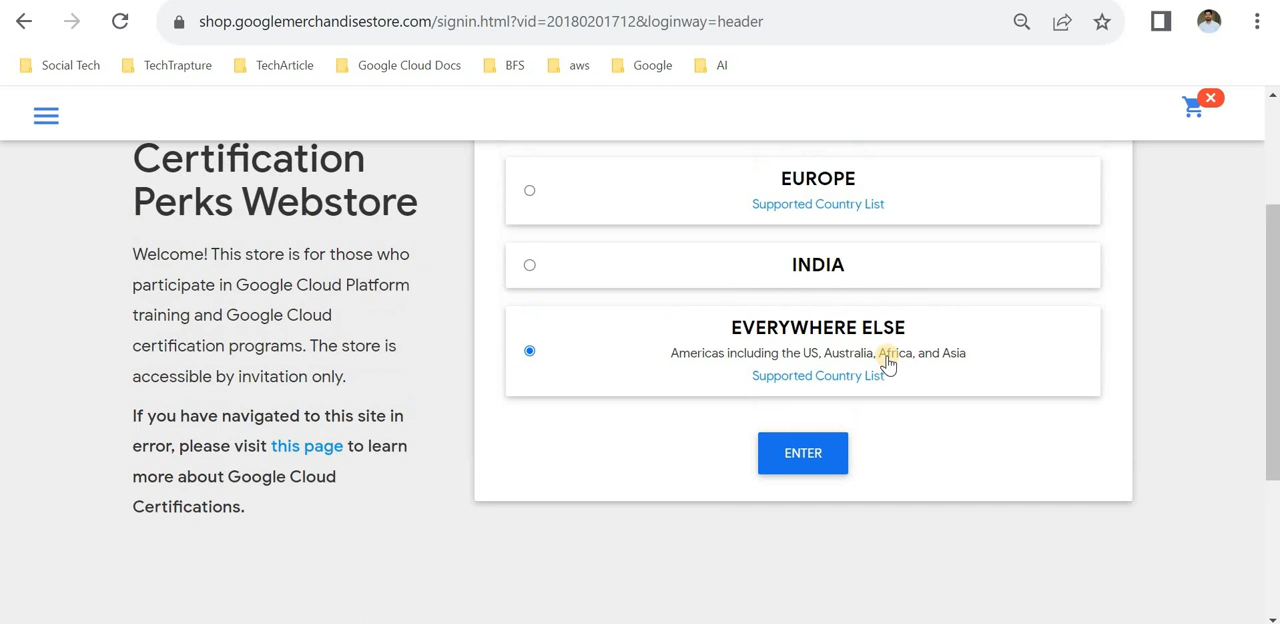 shop.googlemerchandisestore.com/signin.html?vid=20180201712&loginway=header
Social Tech TechTrapture TechArticle Google Cloud Docs BFS aws Google AI
Certification
Perks Webstore
Welcome! This store is for those who
participate in Google Cloud Platform
training and Google Cloud
certification programs. The store is
accessible by invitation only.
If you have navigated to this site in
error, please visit this page to learn
more about Google Cloud
Certifications.
EUROPE
Supported Country List
INDIA
EVERYWHERE ELSE
Americas including the US, Australia, Africa, and Asia
Supported Country List
ENTER